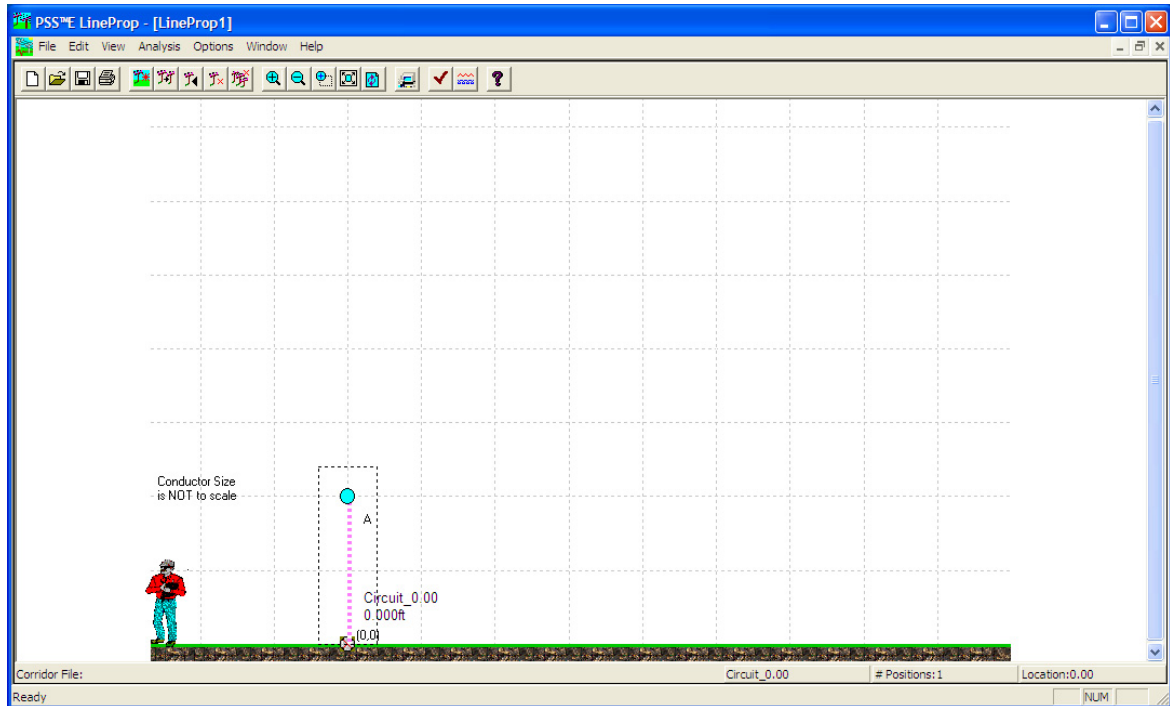 PSS™E LineProp - [LineProp1]
File Edit View Analysis Options Window Help
Conductor Size
is NOT to scale
A
Circuit_0.00
0.000ft
(0,0)
Corridor File:
Circuit_0.00
# Positions:1
Location:0.00
Ready
NUM